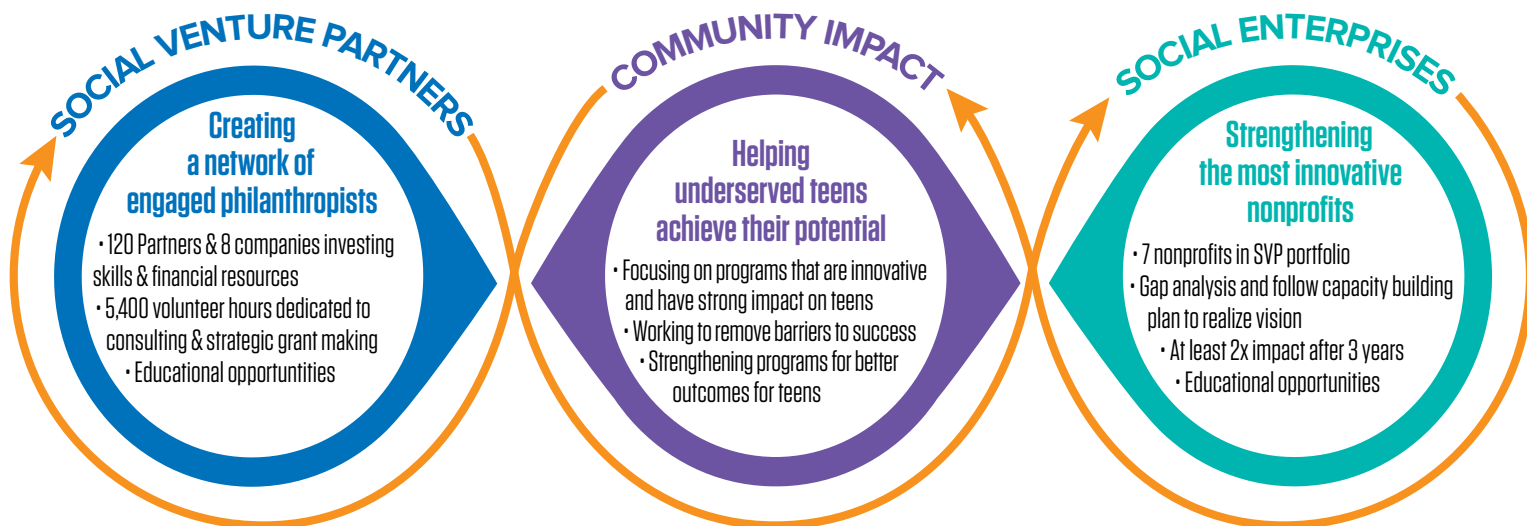 SOCIAL VENTURE PARTNERS
Creating
a network of
engaged philanthropists
• 120 Partners & 8 companies investing
skills & financial resources
• 5,400 volunteer hours dedicated to
consulting & strategic grant making
• Educational opportuntities
COMMUNITY IMPACT
Helping
underserved teens
achieve their potential
• Focusing on programs that are innovative
and have strong impact on teens
• Working to remove barriers to success
• Strengthening programs for better
outcomes for teens
SOCIAL ENTERPRISES
Strengthening
the most innovative
nonprofits
• 7 nonprofits in SVP portfolio
• Gap analysis and follow capacity building
plan to realize vision
• At least 2x impact after 3 years
• Educational opportunities